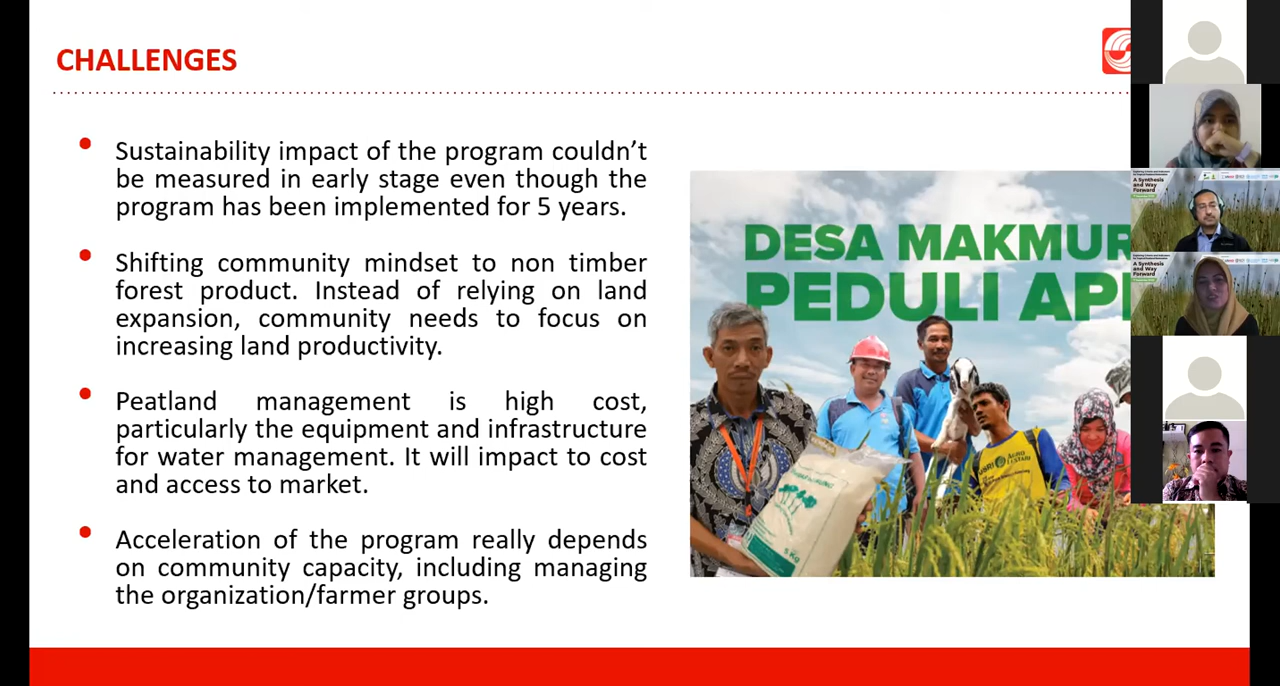 CHALLENGES
• Sustainability impact of the program couldn’t
be measured in early stage even though the
program has been implemented for 5 years.
• Shifting community mindset to non timber
forest product. Instead of relying on land
expansion, community needs to focus on
increasing land productivity.
• Peatland management is high cost,
particularly the equipment and infrastructure
for water management. It will impact to cost
and access to market.
• Acceleration of the program really depends
on community capacity, including managing
the organization/farmer groups.
DESA MAKMUR
PEDULI API
5 Kg
A Synthesis
and Way
Forward
A Synthesis
and Way
Forward